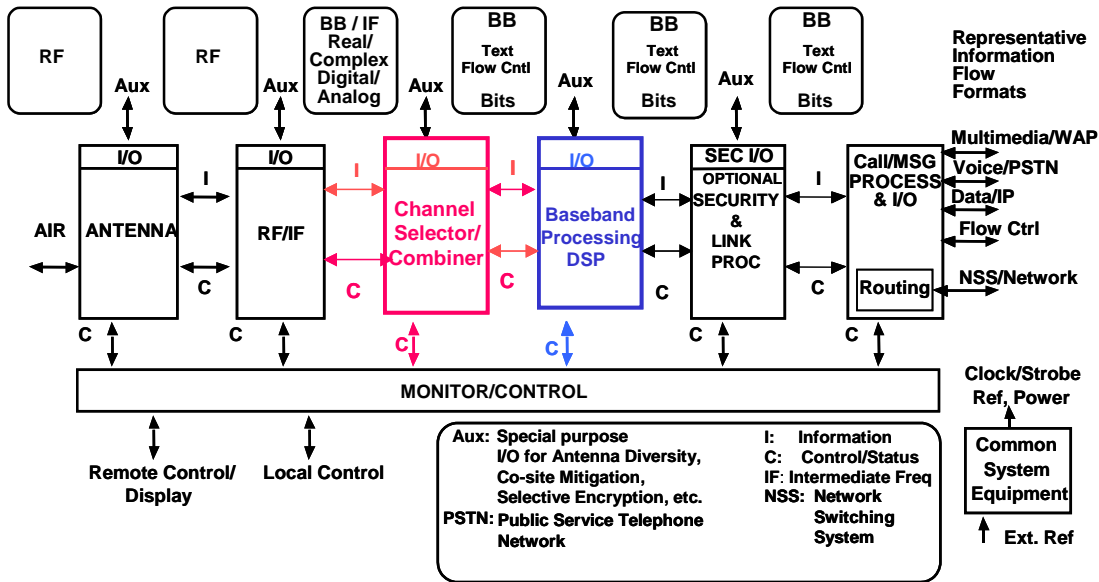 RF
RF
BB / IF
Real/
Complex
Digital/
Analog
BB
Text
Flow Cntl
Bits
BB
Text
Flow Cntl
Bits
BB
Text
Flow Cntl
Bits
Representative
Information
Flow
Formats
Aux
Aux
Aux
Aux
Aux
I/O
ANTENNA
I/O
RF/IF
I/O
Channel
Selector/
Combiner
I/O
Baseband
Processing
DSP
SEC I/O
OPTIONAL
SECURITY
&
LINK
PROC
Call/MSG
PROCESS
& I/O
Routing
AIR
I
C
I
C
I
C
I
C
I
C
Multimedia/WAP
Voice/PSTN
Data/IP
Flow Ctrl
NSS/Network
C
C
C
C
C
C
MONITOR/CONTROL
Remote Control/
Display
Local Control
Aux: Special purpose
I/O for Antenna Diversity,
Co-site Mitigation,
Selective Encryption, etc.
PSTN: Public Service Telephone
Network
I: Information
C: Control/Status
IF: Intermediate Freq
NSS: Network
Switching
System
Clock/Strobe
Ref, Power
Common
System
Equipment
Ext. Ref